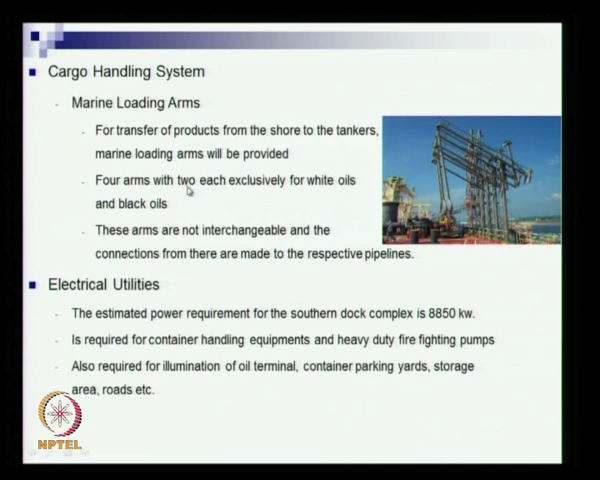 Cargo Handling System
Marine Loading Arms
For transfer of products from the shore to the tankers,
marine loading arms will be provided
Four arms with two each exclusively for white oils
and black oils
These arms are not interchangeable and the
connections from there are made to the respective pipelines.
Electrical Utilities
The estimated power requirement for the southern dock complex is 8850 kw.
Is required for container handling equipments and heavy duty fire fighting pumps
Also required for illumination of oil terminal, container parking yards, storage
area, roads etc.
NPTEL